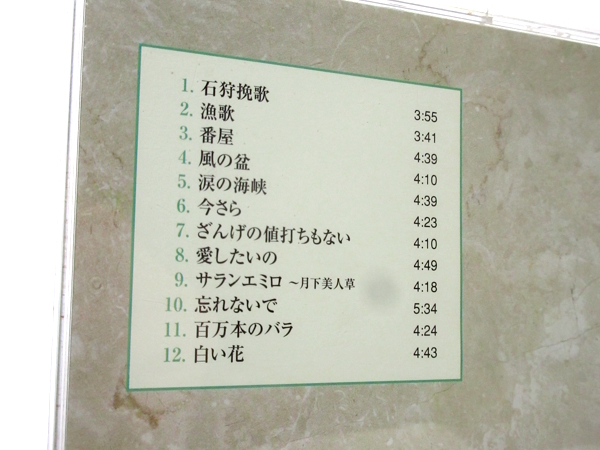 1. 石狩挽歌 3:55
2. 漁歌 3:41
3. 番屋 4:39
4. 風の盆 4:10
5. 涙の海峡 4:39
6. 今さら 4:23
7. ざんげの値打ちもない 4:10
8. 愛したいの 4:49
9. サランエミロ ～月下美人草 4:18
10. 忘れないで 5:34
11. 百万本のバラ 4:24
12. 白い花 4:43